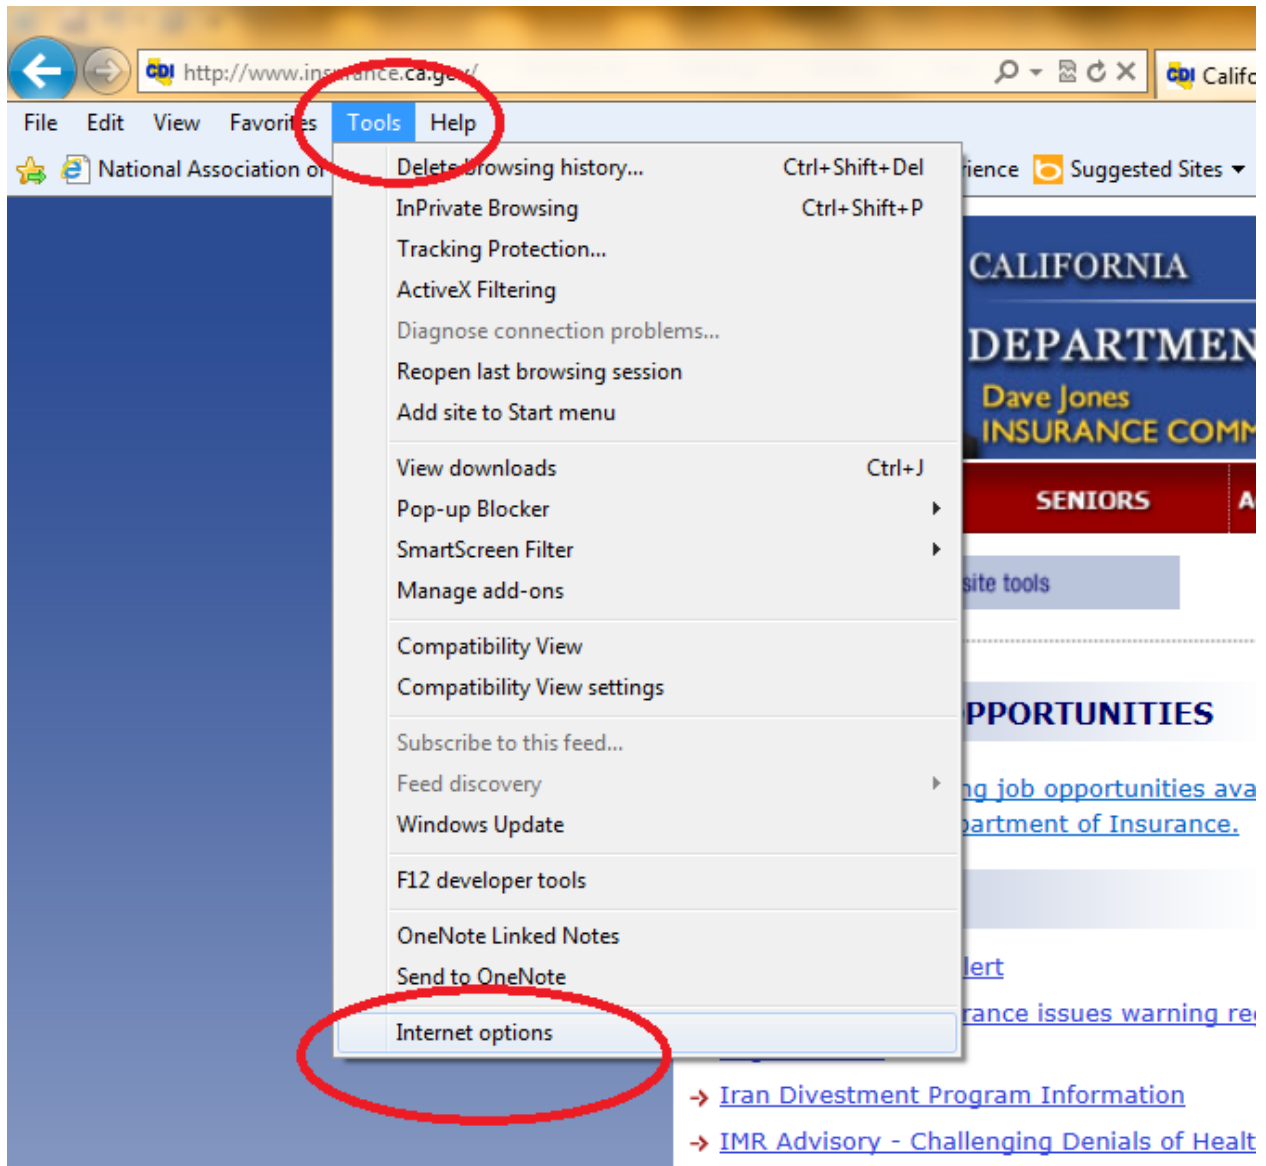 CDI http://www.insurance.ca.gov/
CDI Califo
File Edit View Favorites Tools Help
National Association of
rience Suggested Sites
Delete browsing history... Ctrl+Shift+Del
InPrivate Browsing Ctrl+Shift+P
Tracking Protection...
ActiveX Filtering
Diagnose connection problems...
Reopen last browsing session
Add site to Start menu
View downloads Ctrl+J
Pop-up Blocker
SmartScreen Filter
Manage add-ons
Compatibility View
Compatibility View settings
Subscribe to this feed...
Feed discovery
Windows Update
F12 developer tools
OneNote Linked Notes
Send to OneNote
Internet options
CALIFORNIA
DEPARTMEN
Dave Jones
INSURANCE COMM
SENIORS A
site tools
PPORTUNITIES
ng job opportunities ava
partment of Insurance.
lert
rance issues warning re
Iran Divestment Program Information
IMR Advisory - Challenging Denials of Healt